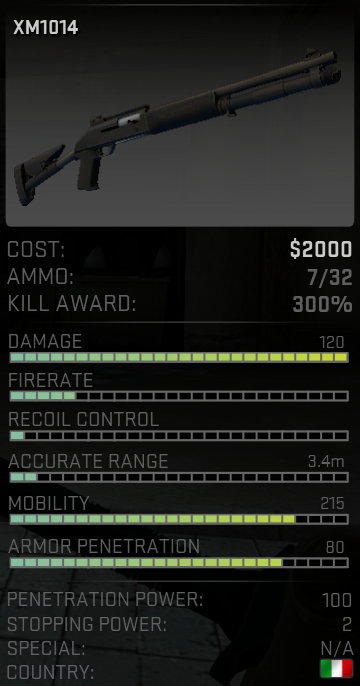 XM1014
COST: $2000
AMMO: 7/32
KILL AWARD: 300%
DAMAGE 120
FIRERATE
RECOIL CONTROL
ACCURATE RANGE 3.4m
MOBILITY 215
ARMOR PENETRATION 80
PENETRATION POWER: 100
STOPPING POWER: 2
SPECIAL: N/A
COUNTRY: